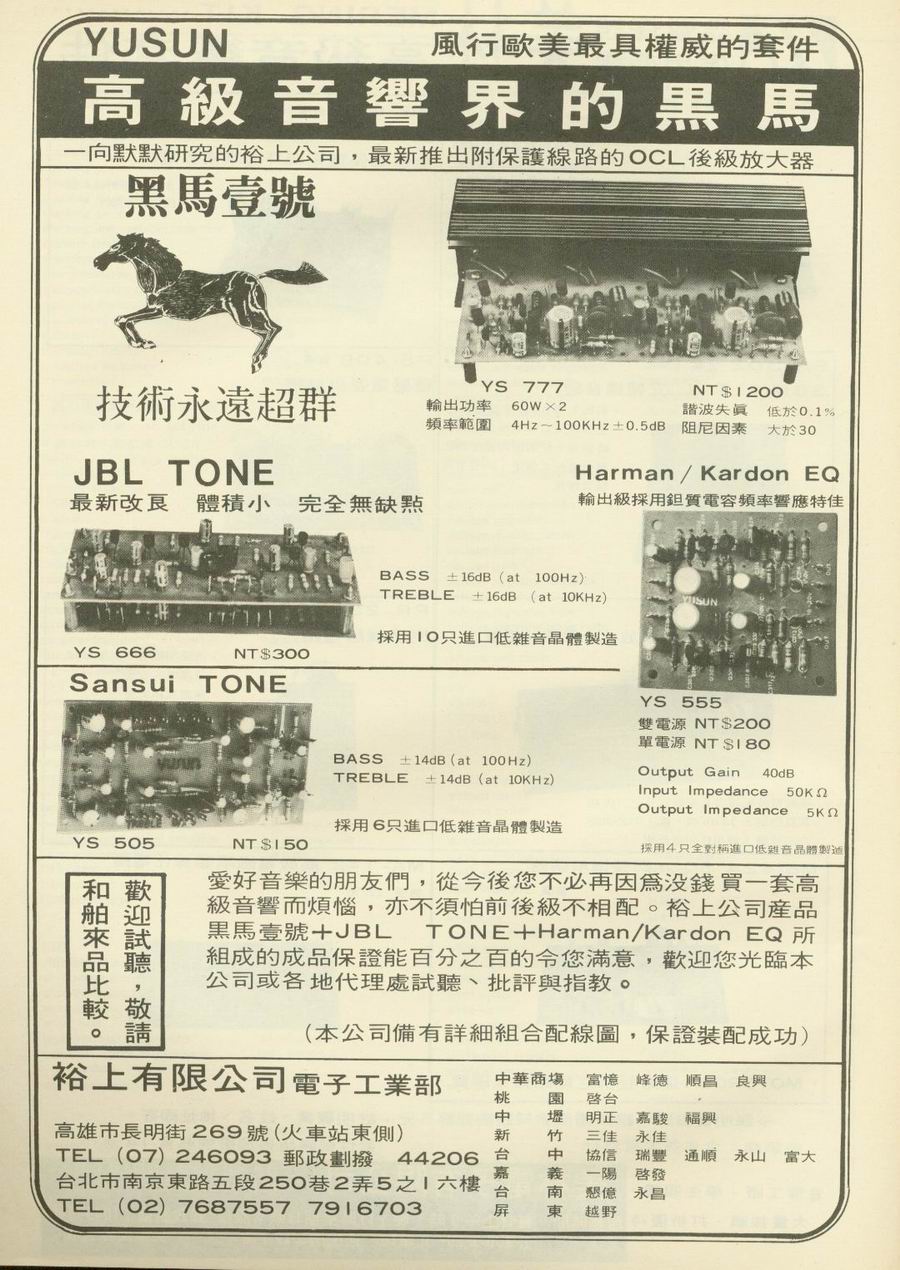 YUSUN 風行歐美最具權威的套件
高級音響界的黑馬
一向默默研究的裕上公司，最新推出附保護線路的OCL後級放大器
黑馬壹號
技術永遠超群
YS 777 NT$1200
輸出功率 60W×2 諧波失眞 低於0.1%
頻率範圍 4Hz～100KHz±0.5dB 阻尼因素 大於30
JBL TONE
最新改良 體積小 完全無缺點
BASS ±16dB (at 100Hz)
TREBLE ±16dB (at 10KHz)
採用10只進口低雜音晶體製造
YS 666 NT$300
Harman / Kardon EQ
輸出級採用鉭質電容頻率響應特佳
YUSUN
YS 555
雙電源 NT$200
單電源 NT$180
Output Gain 40dB
Input Impedance 50KΩ
Output Impedance 5KΩ
採用4只全對稱進口低雜音晶體製造
Sansui TONE
yusun
BASS ±14dB (at 100Hz)
TREBLE ±14dB (at 10KHz)
採用6只進口低雜音晶體製造
YS 505 NT$150
歡迎試聽，敬請
和舶來品比較。
愛好音樂的朋友們，從今後您不必再因爲没錢買一套高
級音響而煩惱，亦不須怕前後級不相配。裕上公司産品
黑馬壹號＋JBL TONE＋Harman/Kardon EQ 所
組成的成品保證能百分之百的令您滿意，歡迎您光臨本
公司或各地代理處試聽、批評與指教。
（本公司備有詳細組合配線圖，保證裝配成功）
裕上有限公司電子工業部
高雄市長明街269號(火車站東側)
TEL (07) 246093 郵政劃撥 44206
台北市南京東路五段250巷2弄5之1六樓
TEL (02) 7687557 7916703
中華商場 富憶 峰德 順昌 良興
桃園 啓台
中壢 明正 嘉駿 福興
新竹 三佳 永佳
台中 協信 瑞豐 通順 永山 富大
嘉義 一陽 啓發
台南 懇億 永昌
屏東 越野